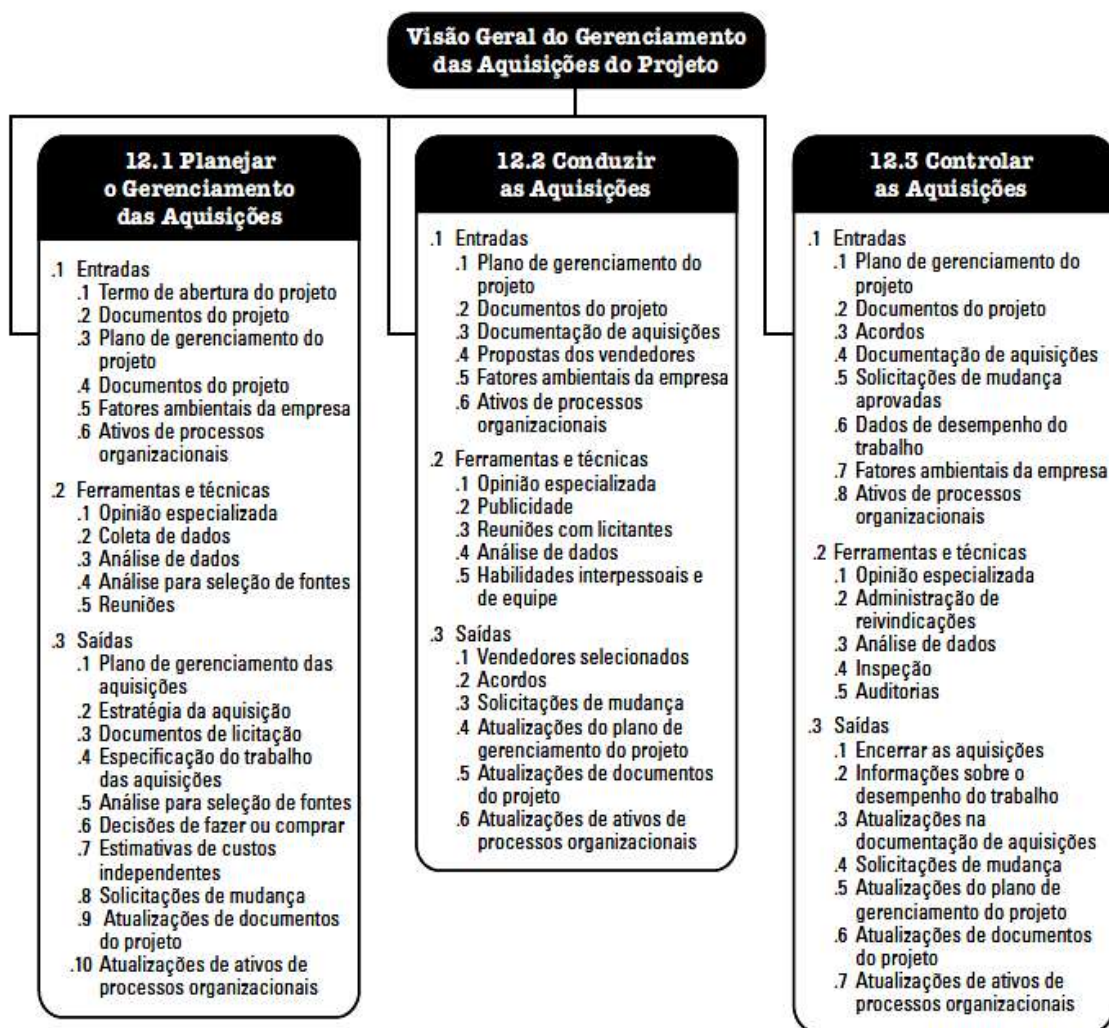 Visão Geral do Gerenciamento
das Aquisições do Projeto
12.1 Planejar
o Gerenciamento
das Aquisições
.1 Entradas
.1 Termo de abertura do projeto
.2 Documentos do projeto
.3 Plano de gerenciamento do
projeto
.4 Documentos do projeto
.5 Fatores ambientais da empresa
.6 Ativos de processos
organizacionais
.2 Ferramentas e técnicas
.1 Opinião especializada
.2 Coleta de dados
.3 Análise de dados
.4 Análise para seleção de fontes
.5 Reuniões
.3 Saídas
.1 Plano de gerenciamento das
aquisições
.2 Estratégia da aquisição
.3 Documentos de licitação
.4 Especificação do trabalho
das aquisições
.5 Análise para seleção de fontes
.6 Decisões de fazer ou comprar
.7 Estimativas de custos
independentes
.8 Solicitações de mudança
.9 Atualizações de documentos
do projeto
.10 Atualizações de ativos de
processos organizacionais
12.2 Conduzir
as Aquisições
.1 Entradas
.1 Plano de gerenciamento do
projeto
.2 Documentos do projeto
.3 Documentação de aquisições
.4 Propostas dos vendedores
.5 Fatores ambientais da empresa
.6 Ativos de processos
organizacionais
.2 Ferramentas e técnicas
.1 Opinião especializada
.2 Publicidade
.3 Reuniões com licitantes
.4 Análise de dados
.5 Habilidades interpessoais e
de equipe
.3 Saídas
.1 Vendedores selecionados
.2 Acordos
.3 Solicitações de mudança
.4 Atualizações do plano de
gerenciamento do projeto
.5 Atualizações de documentos
do projeto
.6 Atualizações de ativos de
processos organizacionais
12.3 Controlar
as Aquisições
.1 Entradas
.1 Plano de gerenciamento do
projeto
.2 Documentos do projeto
.3 Acordos
.4 Documentação de aquisições
.5 Solicitações de mudança
aprovadas
.6 Dados de desempenho do
trabalho
.7 Fatores ambientais da empresa
.8 Ativos de processos
organizacionais
.2 Ferramentas e técnicas
.1 Opinião especializada
.2 Administração de
reivindicações
.3 Análise de dados
.4 Inspeção
.5 Auditorias
.3 Saídas
.1 Encerrar as aquisições
.2 Informações sobre o
desempenho do trabalho
.3 Atualizações na
documentação de aquisições
.4 Solicitações de mudança
.5 Atualizações do plano de
gerenciamento do projeto
.6 Atualizações de documentos
do projeto
.7 Atualizações de ativos de
processos organizacionais